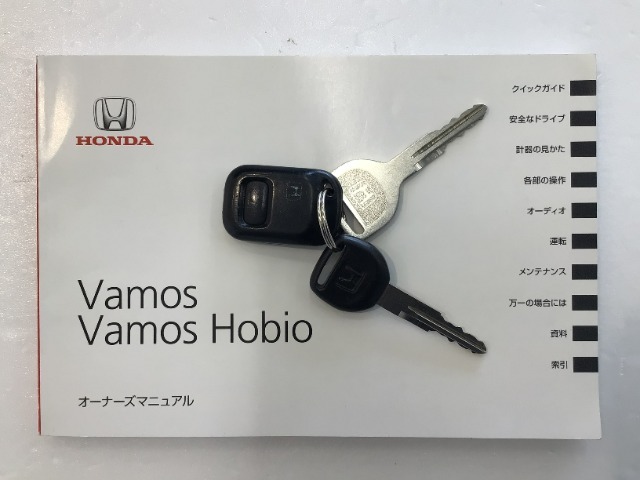 HONDA
Vamos
Vamos Hobio
オーナーズマニュアル
クイックガイド
安全なドライブ
計器の見かた
各部の操作
オーディオ
運転
メンテナンス
万一の場合には
資料
索引